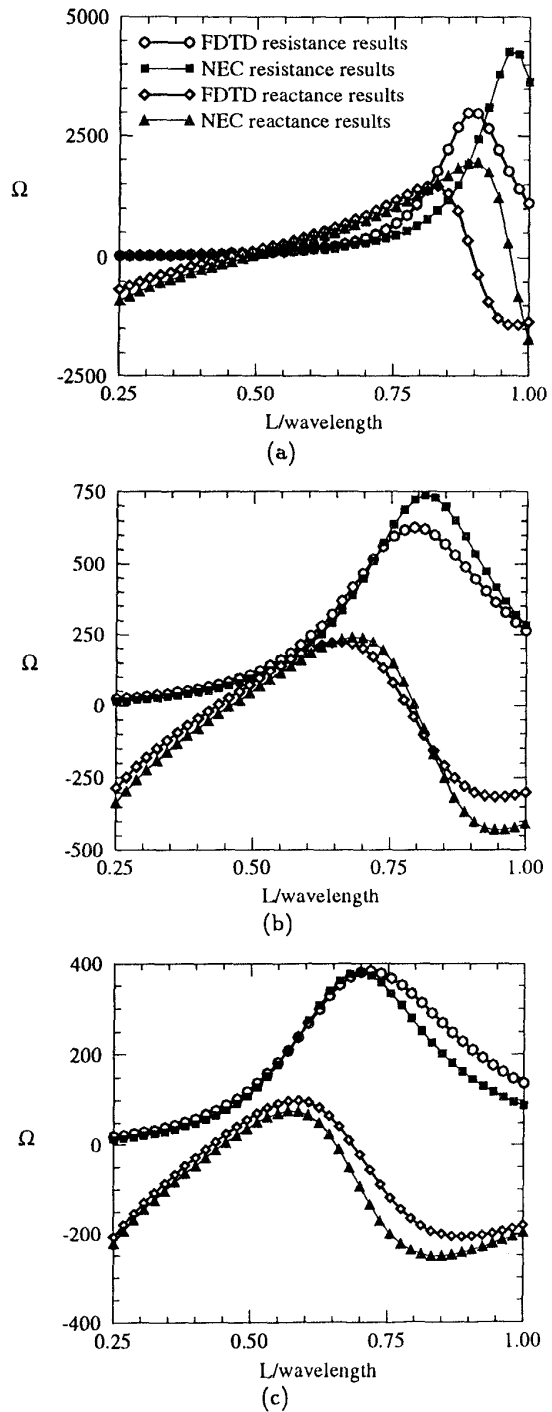 5000
FDTD resistance results
NEC resistance results
FDTD reactance results
NEC reactance results
2500
Ω
0
-2500
0.25 0.50 0.75 1.00
L/wavelength
(a)
750
500
250
Ω
0
-250
-500
0.25 0.50 0.75 1.00
L/wavelength
(b)
400
200
Ω
0
-200
-400
0.25 0.50 0.75 1.00
L/wavelength
(c)